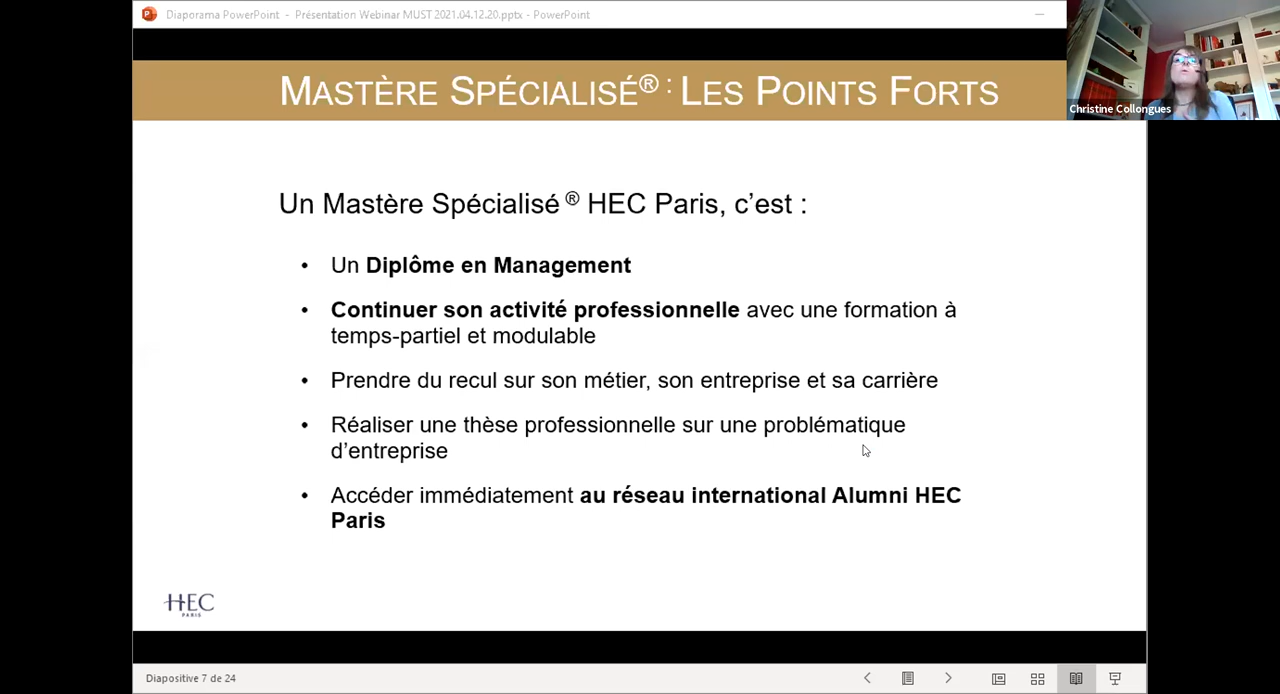 Diaporama PowerPoint - Présentation Webinar MUST 2021.04.12.20.pptx - PowerPoint
Christine Collongues
MASTÈRE SPÉCIALISÉ® : LES POINTS FORTS
Un Mastère Spécialisé ® HEC Paris, c’est :
• Un Diplôme en Management
• Continuer son activité professionnelle avec une formation à
temps-partiel et modulable
• Prendre du recul sur son métier, son entreprise et sa carrière
• Réaliser une thèse professionnelle sur une problématique
d’entreprise
• Accéder immédiatement au réseau international Alumni HEC
Paris
HEC
PARIS
Diapositive 7 de 24